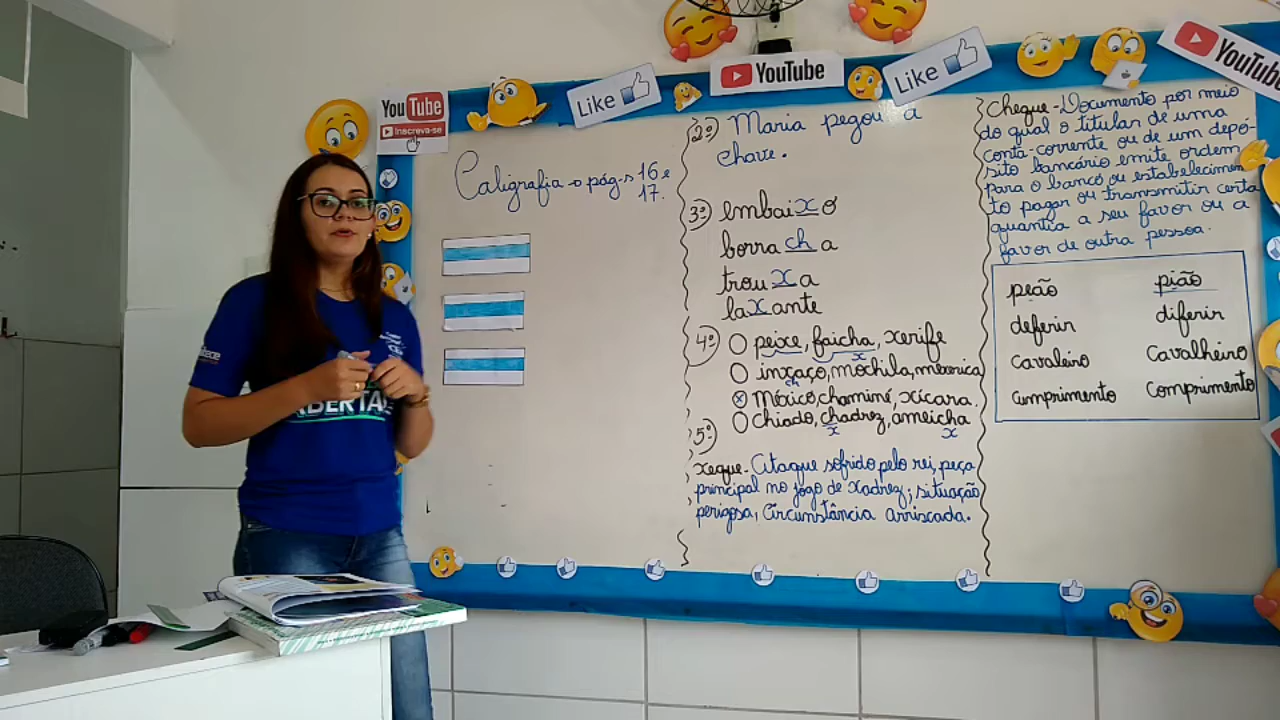 YouTube
Inscreva-se
Like
YouTube
Like
YouTube
Caligrafia → pág-s 16 e
17.
2º) Maria pegou a
chave.
3º) embaixo
borracha
trouxa
laxante
4º) peixe, faicha, xerife
x
inxaço, mochila, mexerica
ch
México, chaminé, xícara.
Chiado, chadrez, ameicha
x x
5º)
Xeque - Ataque sofrido pelo rei, peça
principal no jogo de xadrez; situação
perigosa, circunstância arriscada.
Cheque - Documento por meio
do qual o titular de uma
conta-corrente ou de um depó-
sito bancário emite ordem
para o banco ou estabelecimen
to pagar ou transmitir certa
quantia a seu favor ou a
favor de outra pessoa.
peão pião
deferir diferir
cavaleiro Cavalheiro
cumprimento comprimento